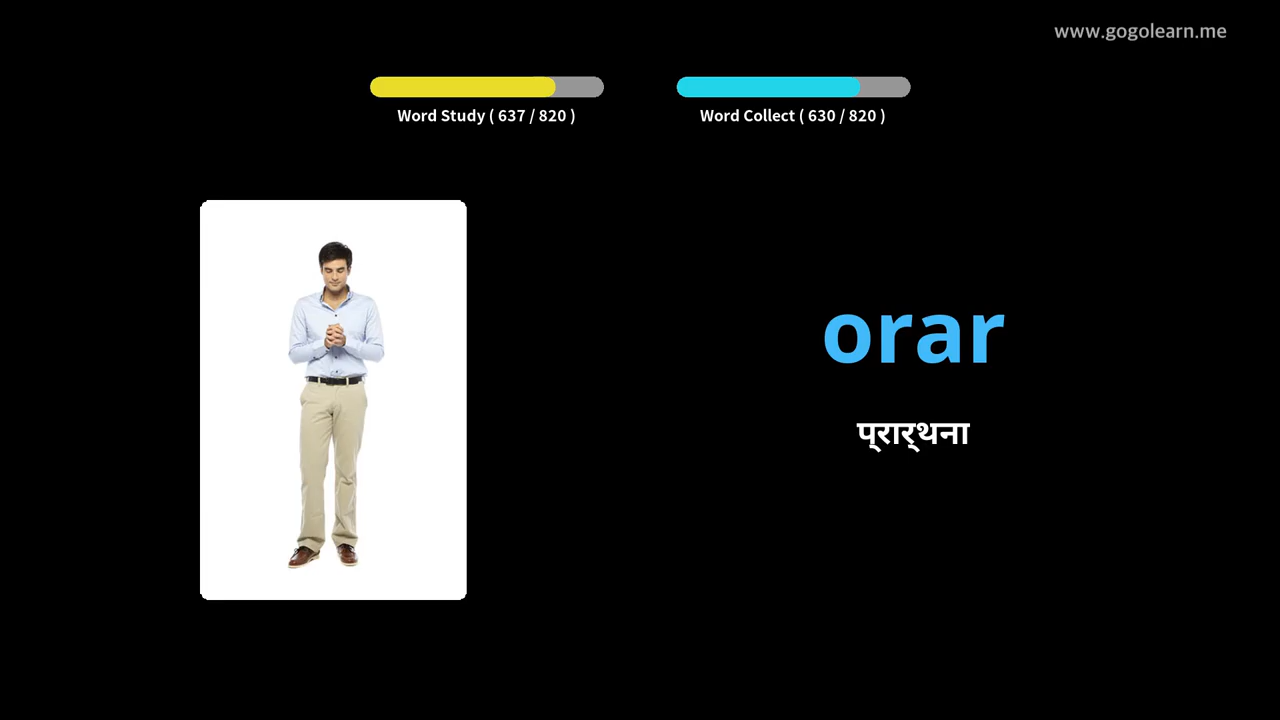 www.gogolearn.me
Word Study ( 637 / 820 )
Word Collect ( 630 / 820 )
orar
प्रार्थना